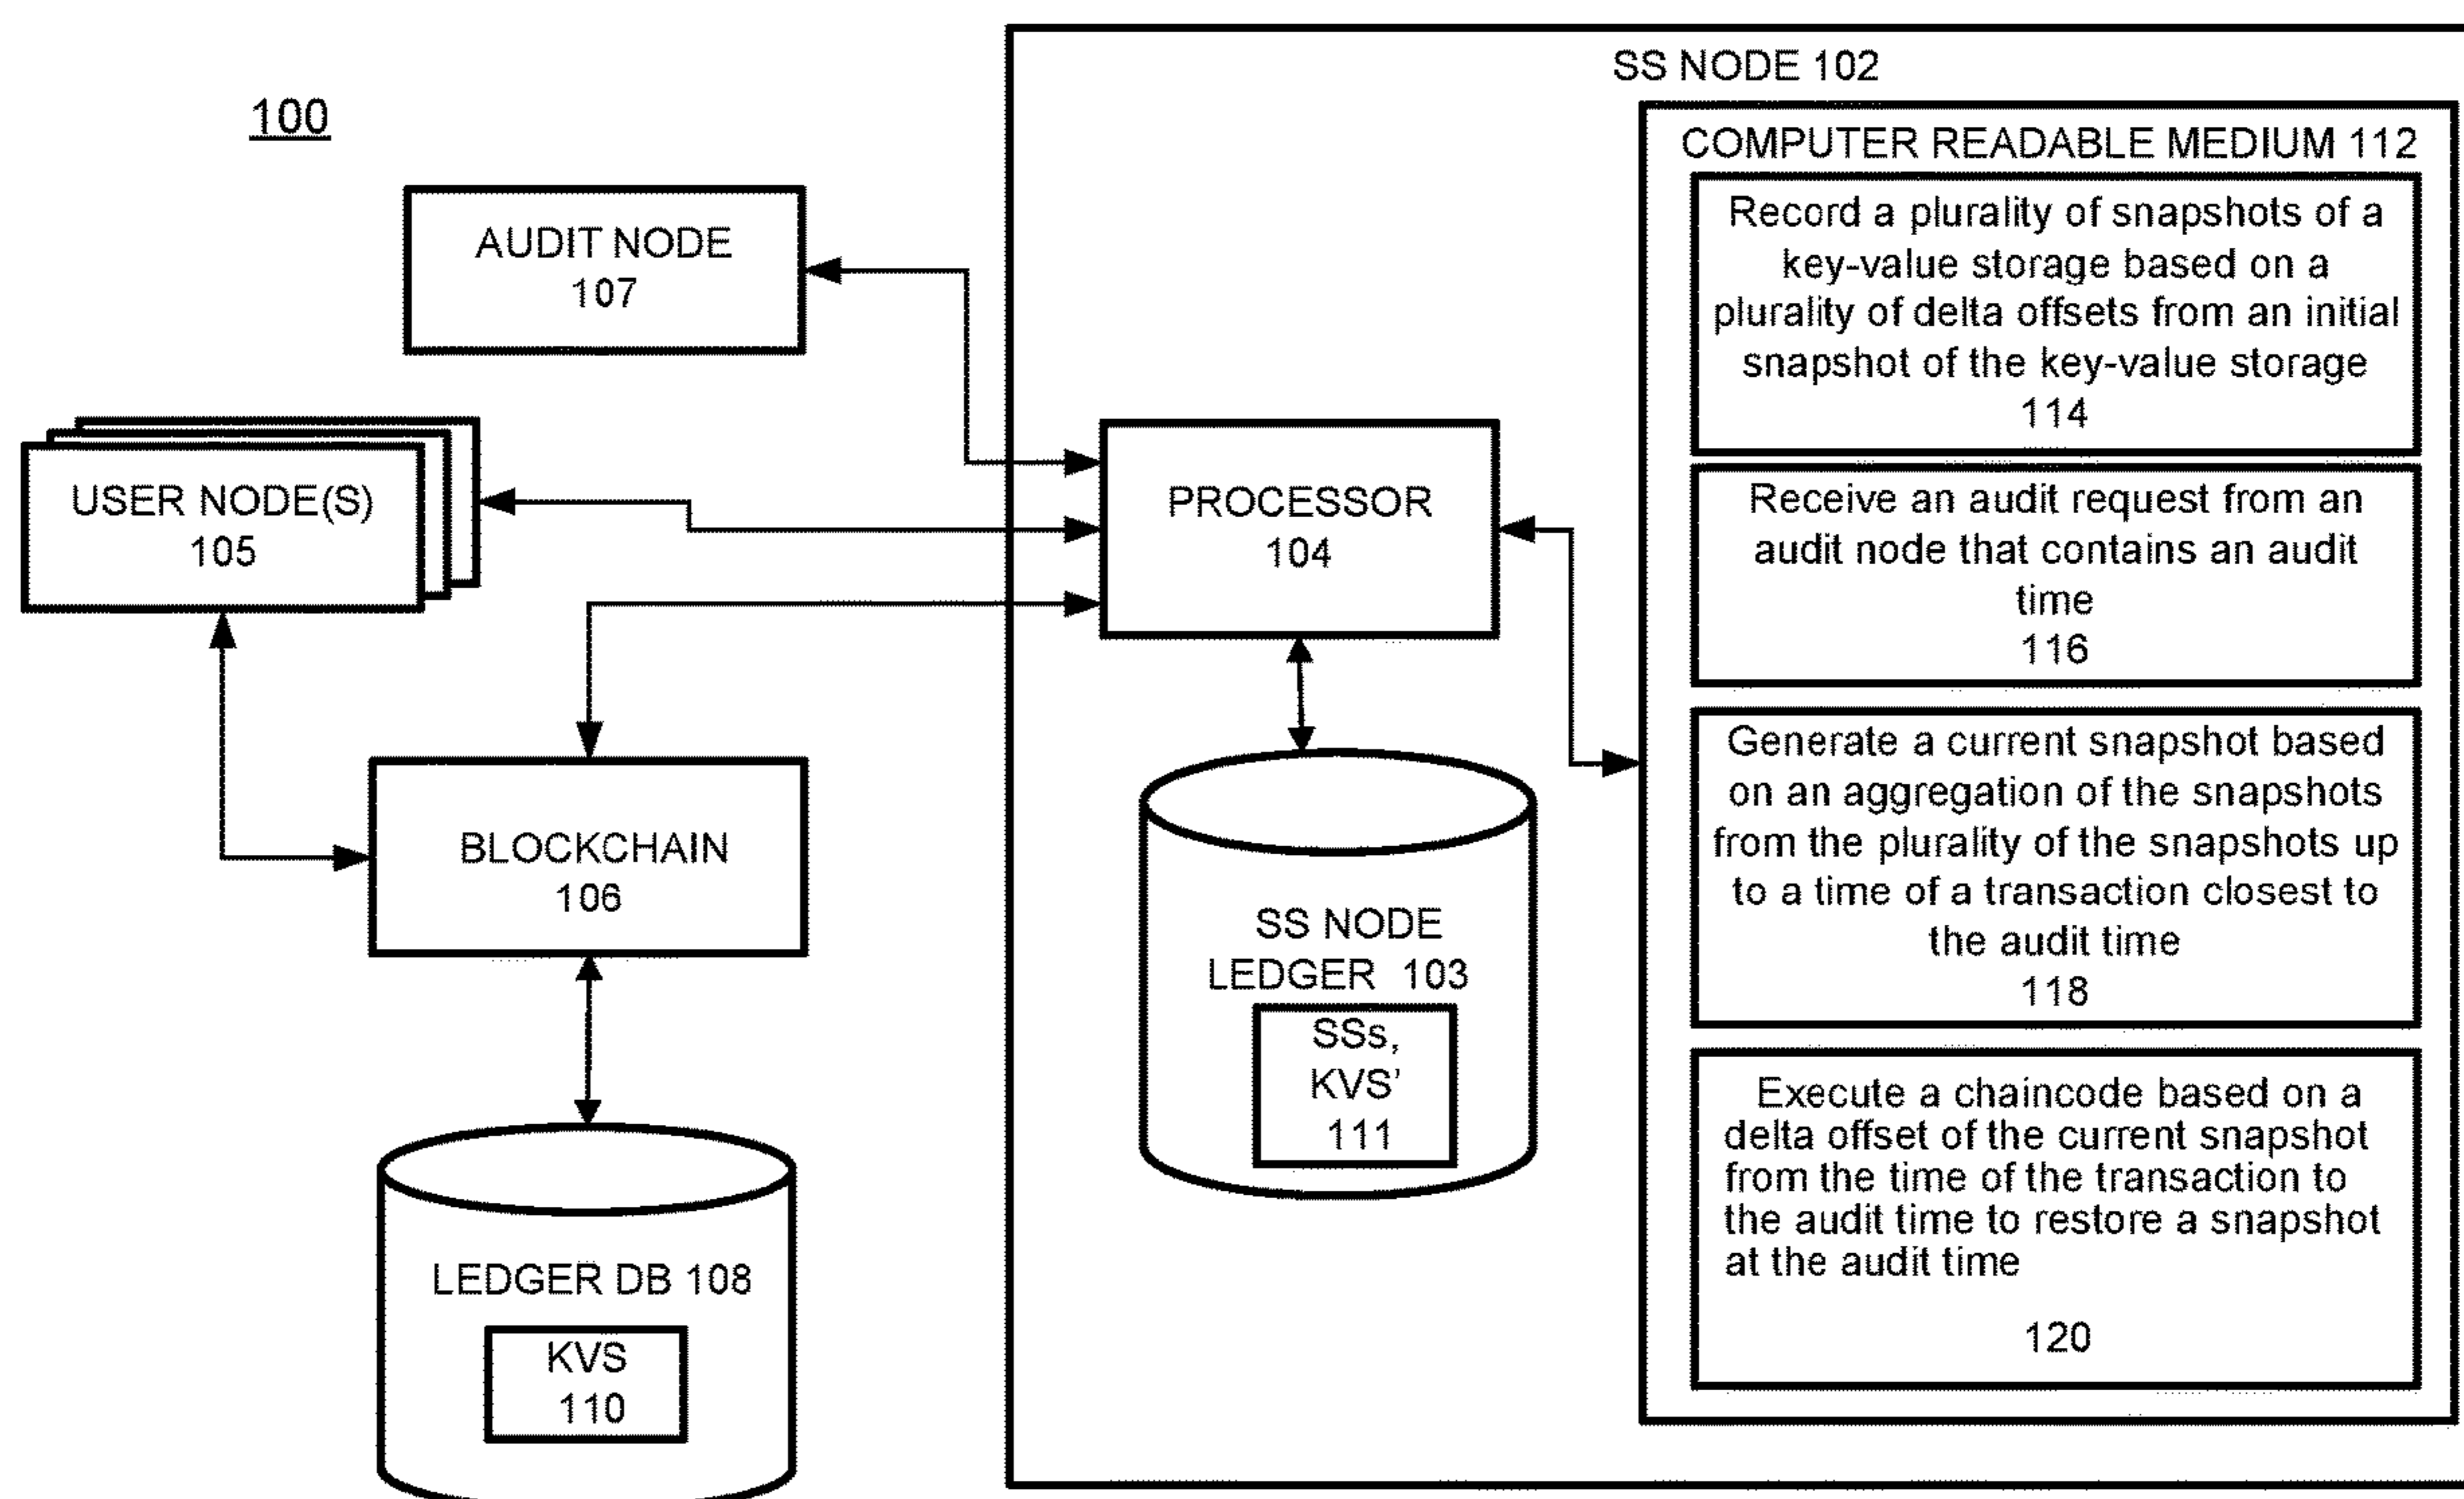 100
AUDIT NODE
107
USER NODE(S)
105
BLOCKCHAIN
106
LEDGER DB 108
KVS
110
SS NODE 102
PROCESSOR
104
SS NODE
LEDGER 103
SSs,
KVS’
111
COMPUTER READABLE MEDIUM 112
Record a plurality of snapshots of a
key-value storage based on a
plurality of delta offsets from an initial
snapshot of the key-value storage
114
Receive an audit request from an
audit node that contains an audit
time
116
Generate a current snapshot based
on an aggregation of the snapshots
from the plurality of the snapshots up
to a time of a transaction closest to
the audit time
118
Execute a chaincode based on a
delta offset of the current snapshot
from the time of the transaction to
the audit time to restore a snapshot
at the audit time
120